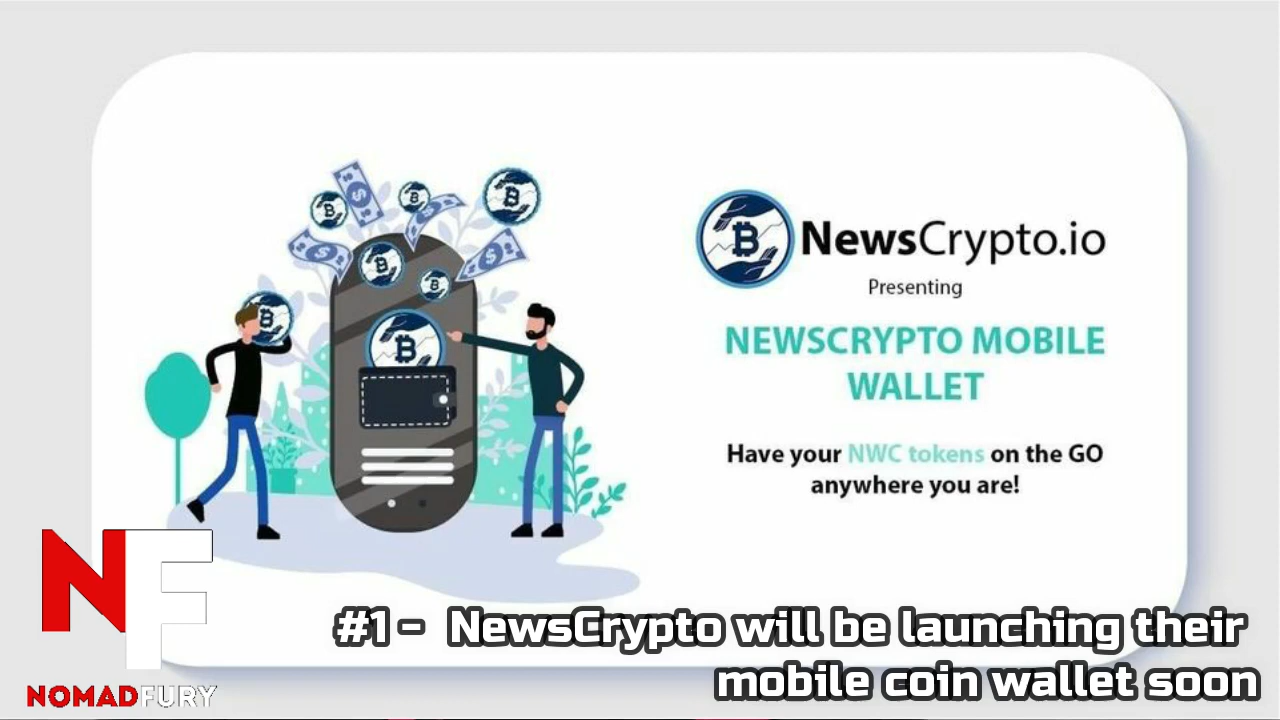 NewsCrypto.io
Presenting
NEWSCRYPTO MOBILE
WALLET
Have your NWC tokens on the GO
anywhere you are!
NF
NOMADFURY
#1 - NewsCrypto will be launching their
mobile coin wallet soon